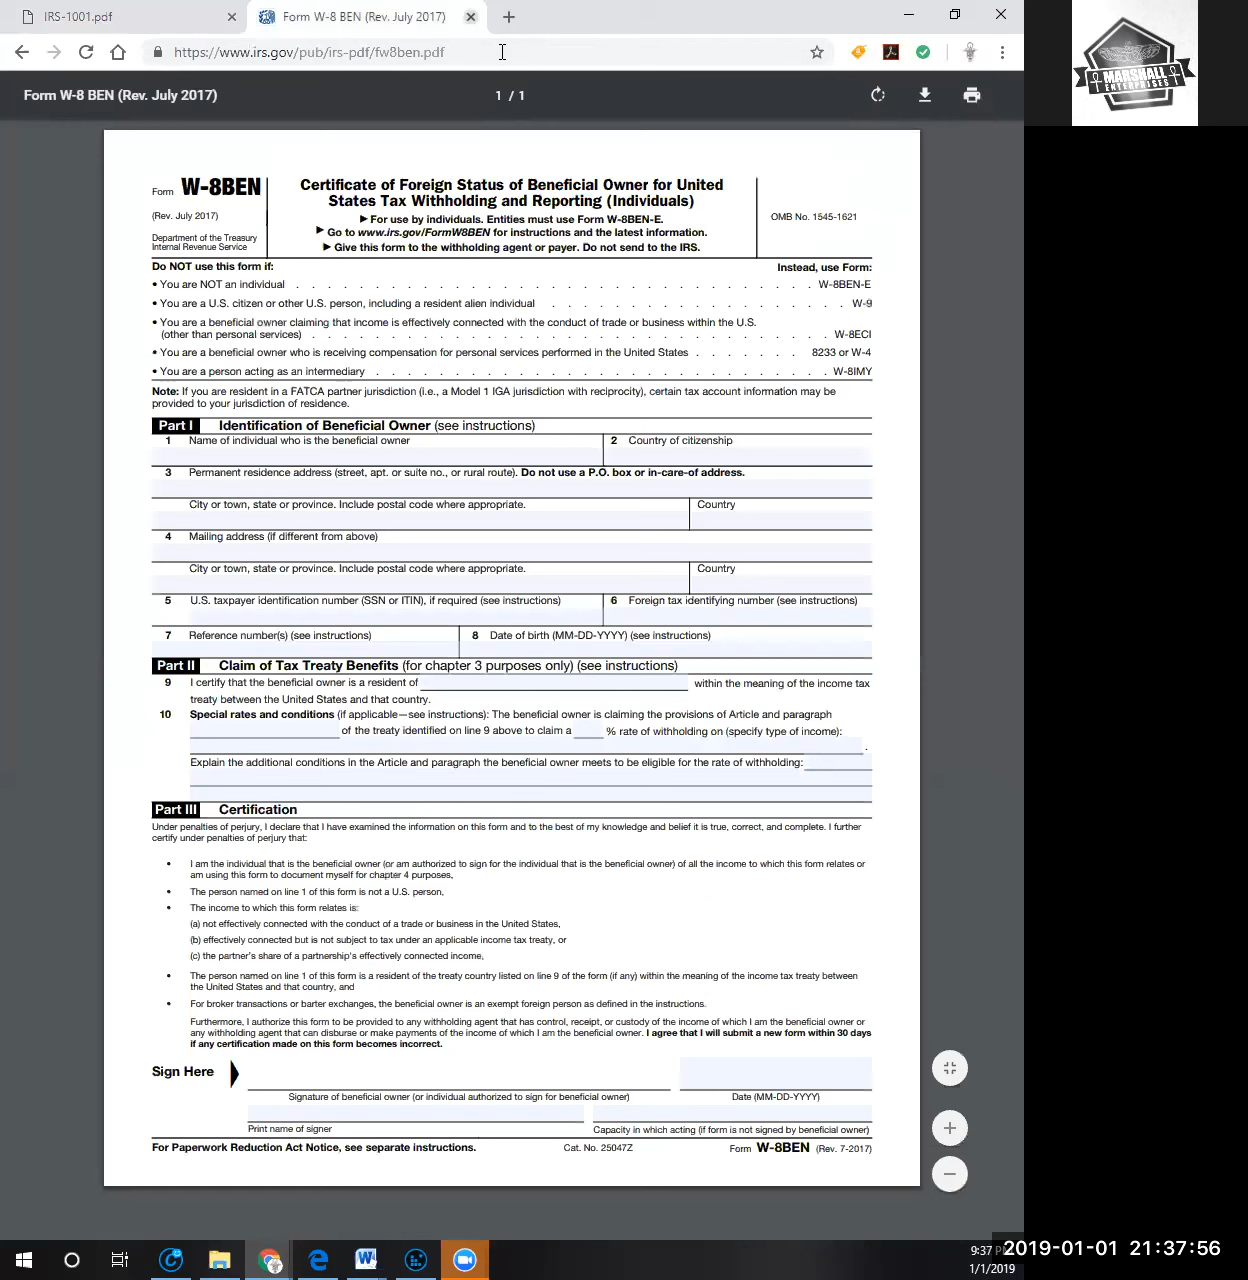 IRS-1001.pdf
Form W-8 BEN (Rev. July 2017)
https://www.irs.gov/pub/irs-pdf/fw8ben.pdf
MARSHALL
ENTERPRISES
Form W-8 BEN (Rev. July 2017)
1 / 1
Form W-8BEN
(Rev. July 2017)
Department of the Treasury
Internal Revenue Service
Certificate of Foreign Status of Beneficial Owner for United
States Tax Withholding and Reporting (Individuals)
▶ For use by individuals. Entities must use Form W-8BEN-E.
▶ Go to www.irs.gov/FormW8BEN for instructions and the latest information.
▶ Give this form to the withholding agent or payer. Do not send to the IRS.
OMB No. 1545-1621
Do NOT use this form if: Instead, use Form:
• You are NOT an individual . . . . . . . . . . . . . . . . . . . . . . . . . . . . . . . . . W-8BEN-E
• You are a U.S. citizen or other U.S. person, including a resident alien individual . . . . . . . . . . . . . . . . . . . W-9
• You are a beneficial owner claiming that income is effectively connected with the conduct of trade or business within the U.S.
(other than personal services) . . . . . . . . . . . . . . . . . . . . . . . . . . . . . . . . . W-8ECI
• You are a beneficial owner who is receiving compensation for personal services performed in the United States . . . . . . . 8233 or W-4
• You are a person acting as an intermediary . . . . . . . . . . . . . . . . . . . . . . . . . . . . . W-8IMY
Note: If you are resident in a FATCA partner jurisdiction (i.e., a Model 1 IGA jurisdiction with reciprocity), certain tax account information may be
provided to your jurisdiction of residence.
Part I Identification of Beneficial Owner (see instructions)
1 Name of individual who is the beneficial owner
2 Country of citizenship
3 Permanent residence address (street, apt. or suite no., or rural route). Do not use a P.O. box or in-care-of address.
City or town, state or province. Include postal code where appropriate.
Country
4 Mailing address (if different from above)
City or town, state or province. Include postal code where appropriate.
Country
5 U.S. taxpayer identification number (SSN or ITIN), if required (see instructions)
6 Foreign tax identifying number (see instructions)
7 Reference number(s) (see instructions)
8 Date of birth (MM-DD-YYYY) (see instructions)
Part II Claim of Tax Treaty Benefits (for chapter 3 purposes only) (see instructions)
9 I certify that the beneficial owner is a resident of within the meaning of the income tax
treaty between the United States and that country.
10 Special rates and conditions (if applicable—see instructions): The beneficial owner is claiming the provisions of Article and paragraph
of the treaty identified on line 9 above to claim a % rate of withholding on (specify type of income):
.
Explain the additional conditions in the Article and paragraph the beneficial owner meets to be eligible for the rate of withholding:
Part III Certification
Under penalties of perjury, I declare that I have examined the information on this form and to the best of my knowledge and belief it is true, correct, and complete. I further
certify under penalties of perjury that:
• I am the individual that is the beneficial owner (or am authorized to sign for the individual that is the beneficial owner) of all the income to which this form relates or
am using this form to document myself for chapter 4 purposes,
• The person named on line 1 of this form is not a U.S. person,
• The income to which this form relates is:
(a) not effectively connected with the conduct of a trade or business in the United States,
(b) effectively connected but is not subject to tax under an applicable income tax treaty, or
(c) the partner's share of a partnership's effectively connected income,
• The person named on line 1 of this form is a resident of the treaty country listed on line 9 of the form (if any) within the meaning of the income tax treaty between
the United States and that country, and
• For broker transactions or barter exchanges, the beneficial owner is an exempt foreign person as defined in the instructions.
Furthermore, I authorize this form to be provided to any withholding agent that has control, receipt, or custody of the income of which I am the beneficial owner or
any withholding agent that can disburse or make payments of the income of which I am the beneficial owner. I agree that I will submit a new form within 30 days
if any certification made on this form becomes incorrect.
Sign Here
Signature of beneficial owner (or individual authorized to sign for beneficial owner)
Date (MM-DD-YYYY)
Print name of signer
Capacity in which acting (if form is not signed by beneficial owner)
For Paperwork Reduction Act Notice, see separate instructions. Cat. No. 25047Z Form W-8BEN (Rev. 7-2017)
9:37 P
2019-01-01 21:37:56
1/1/2019